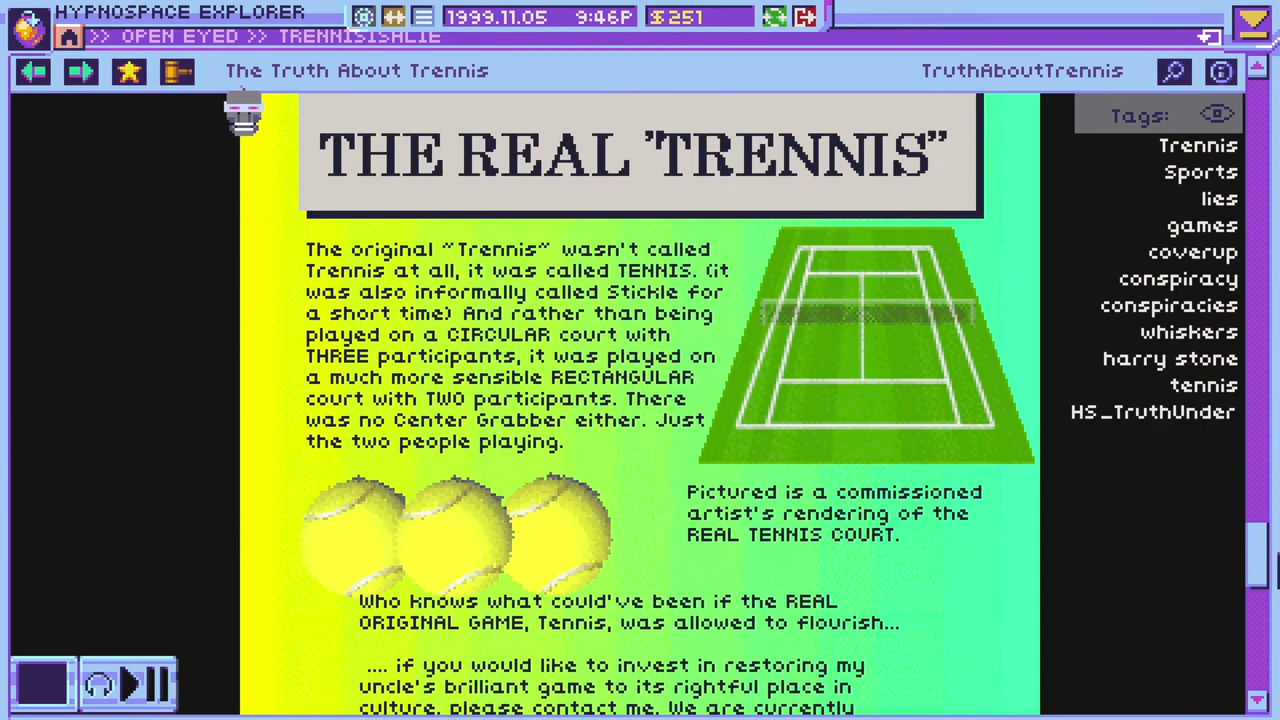 HYPNOSPACE EXPLORER
1999.11.05 9:46P 251
>> OPEN EYED >> TRENNISISALIE
The Truth About Trennis
TruthAboutTrennis
Tags:
Trennis
Sports
lies
games
coverup
conspiracy
conspiracies
whiskers
harry stone
tennis
HS_TruthUnder
THE REAL 'TRENNIS"
The original ~Trennis~ wasn't called
Trennis at all, it was called TENNIS. (it
was also informally called Stickle for
a short time) And rather than being
played on a CIRCULAR court with
THREE participants, it was played on
a much more sensible RECTANGULAR
court with TWO participants. There
was no Center Grabber either. Just
the two people playing.
Pictured is a commissioned
artist's rendering of the
REAL TENNIS COURT.
Who knows what could've been if the REAL
ORIGINAL GAME, Tennis, was allowed to flourish...
.... if you would like to invest in restoring my
uncle's brilliant game to its rightful place in
culture, please contact me. We are currently